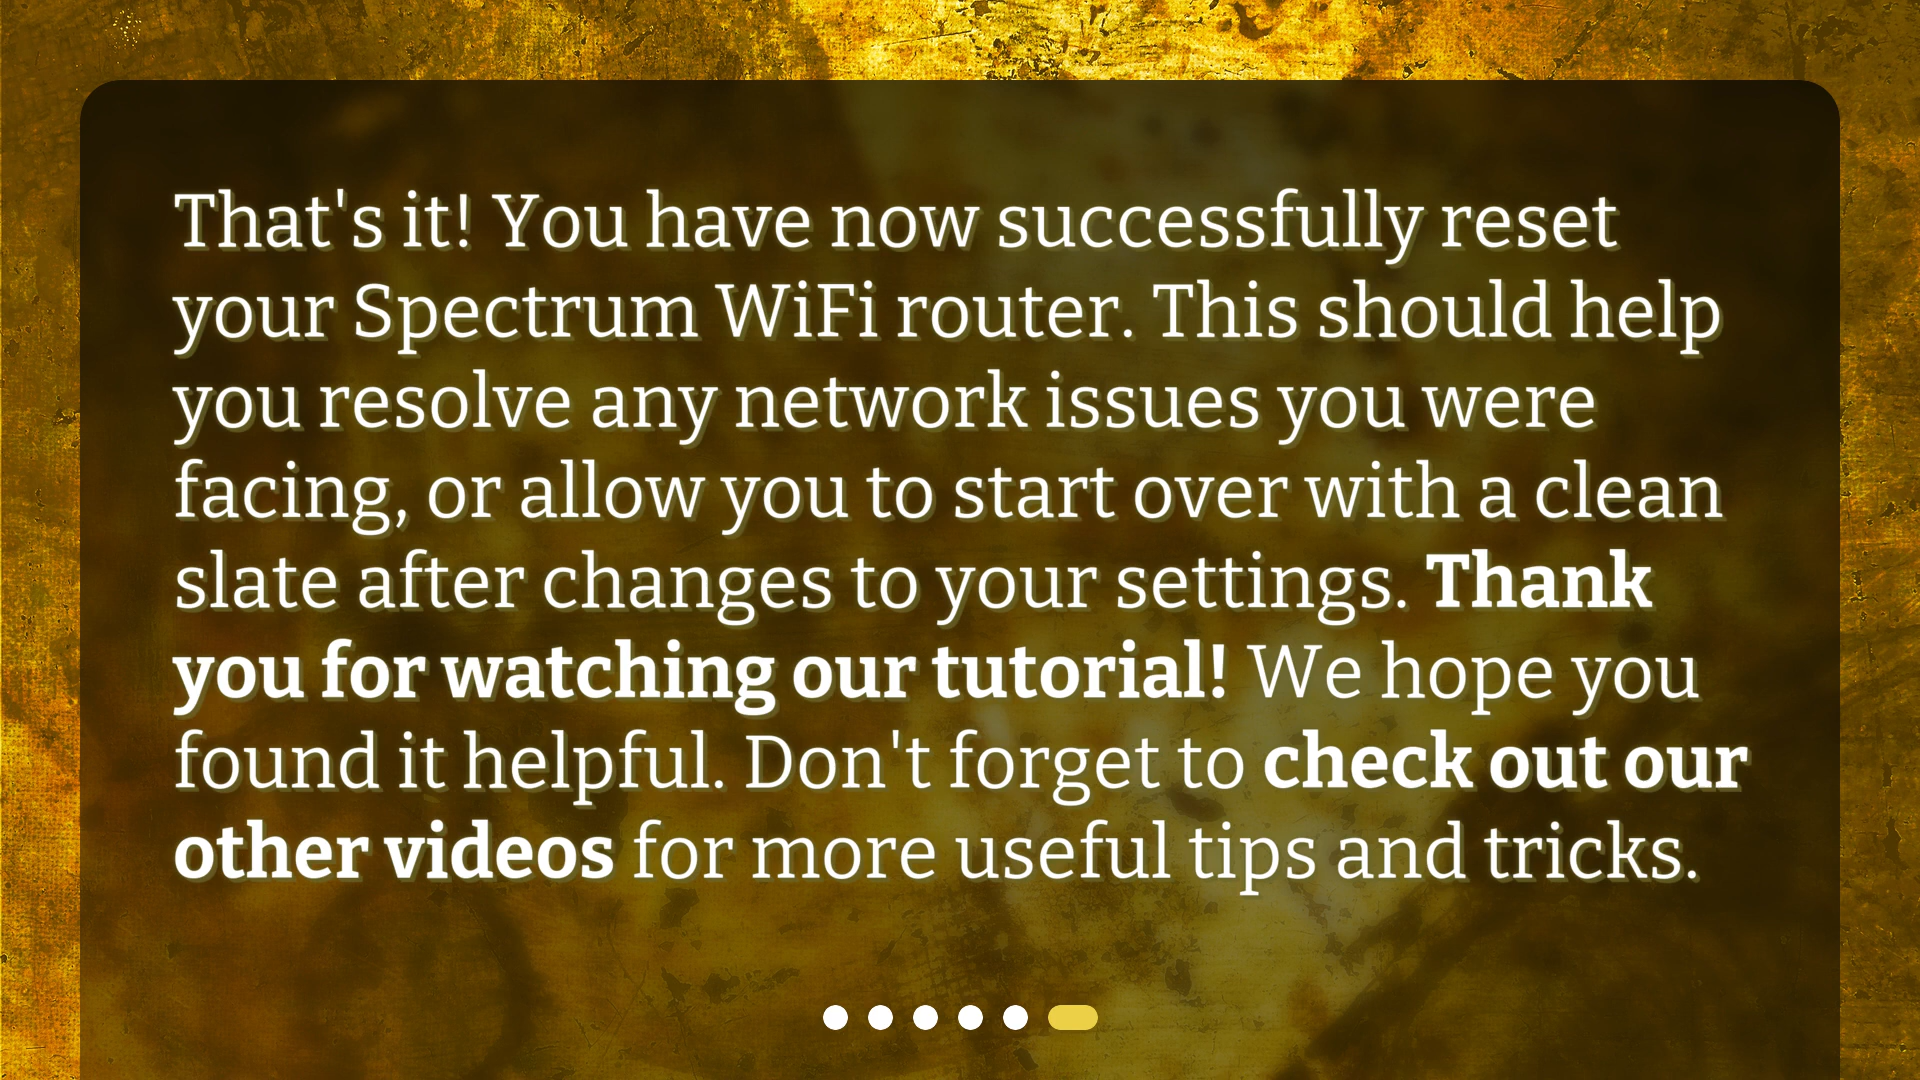 That's it! You have now successfully reset
your Spectrum WiFi router. This should help
you resolve any network issues you were
facing, or allow you to start over with a clean
slate after changes to your settings. Thank
you for watching our tutorial! We hope you
found it helpful. Don't forget to check out our
other videos for more useful tips and tricks.